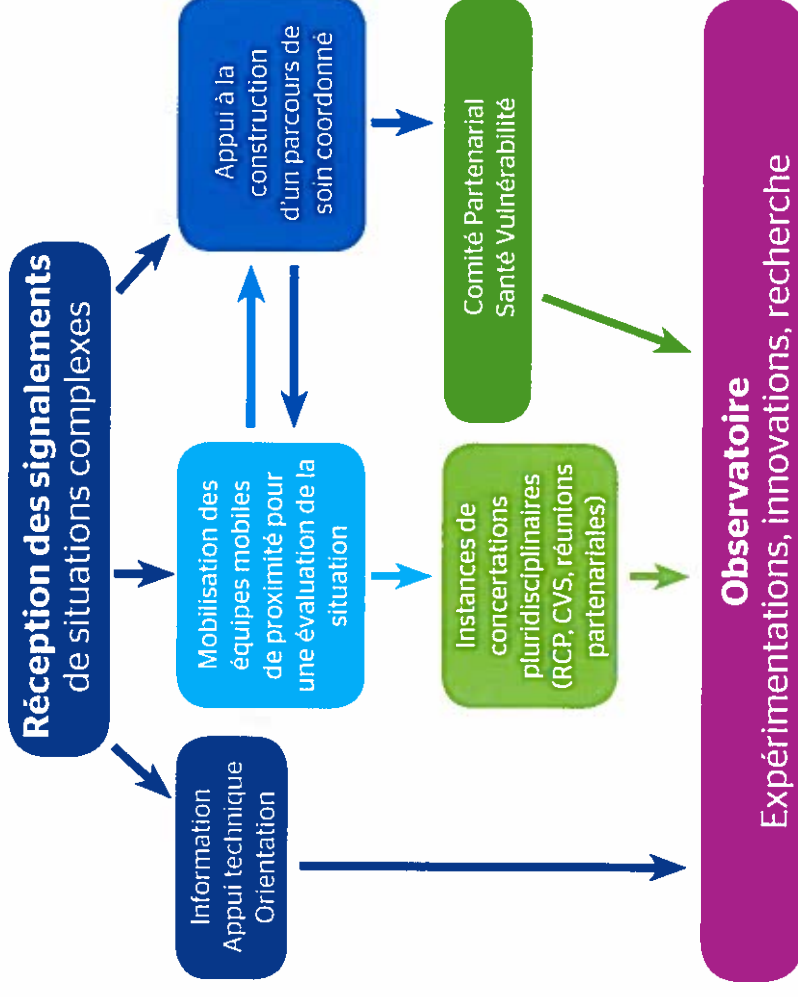 Réception des signalements
de situations complexes
Information
Appui technique
Orientation
Mobilisation des
équipes mobiles
de proximité pour
une évaluation de la
situation
Appui à la
construction
d'un parcours de
soin coordonné
Instances de
concertations
pluridisciplinaires
(RCP, CVS, réunions
partenariales)
Comité Partenarial
Santé Vulnérabilité
Observatoire
Expérimentations, innovations, recherche